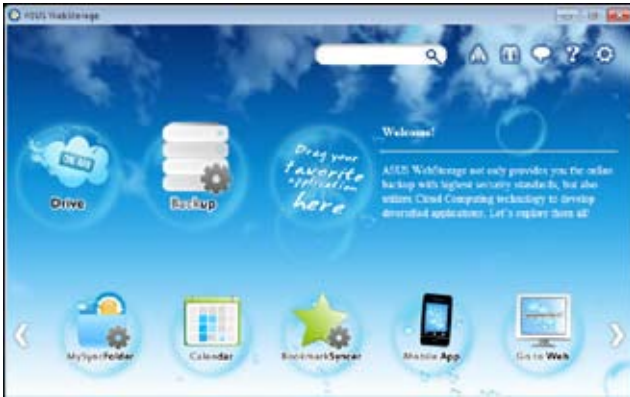 ASUS WebStorage
?
Welcome!
ASUS WebStorage not only provides you the online
backup with highest security standards, but also
utilizes Cloud Computing technology to develop
diversified applications. Let's explore them all!
ON AIR
Drive
Backup
Drag your
favorite
application
here
MySyncFolder
Calendar
BookmarkSyncer
Mobile App
Go to Web